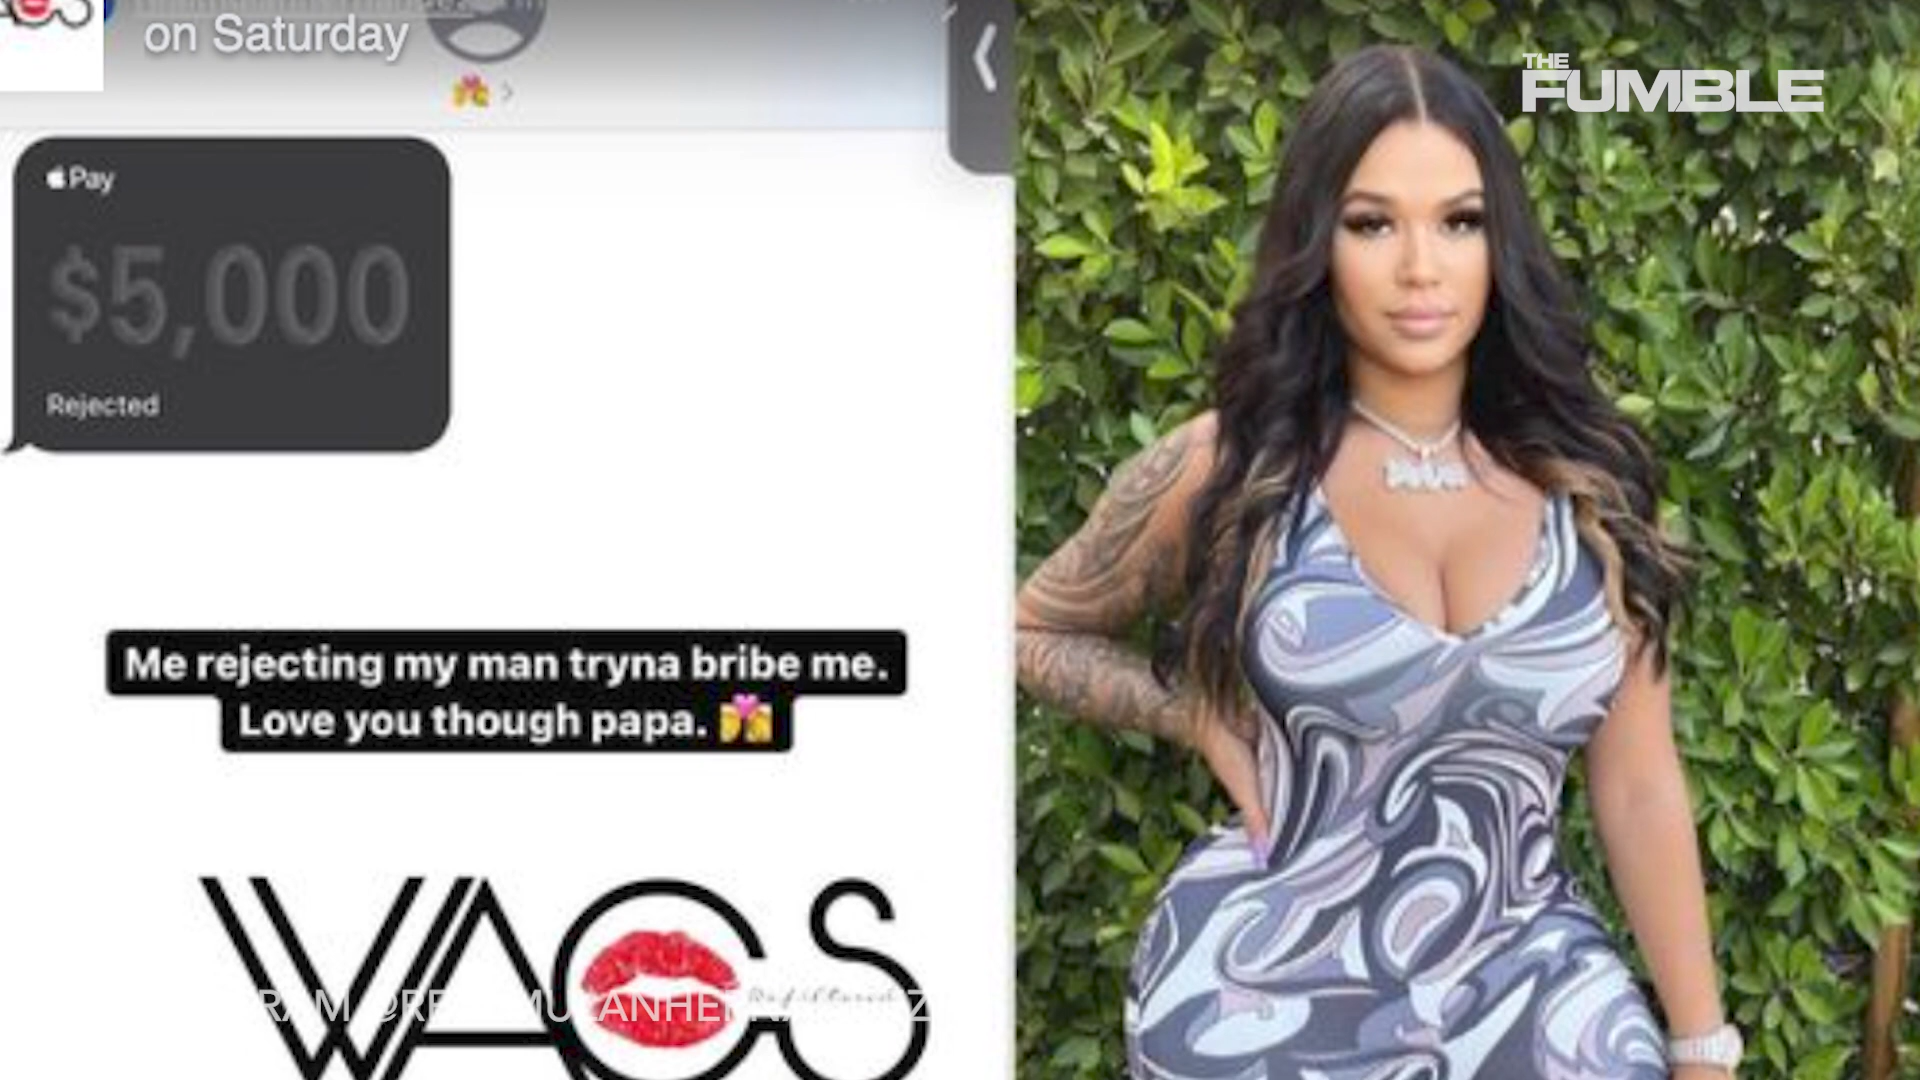 on Saturday
THE
FUMBLE
Pay
$5,000
Rejected
Me rejecting my man tryna bribe me.
Love you though papa.
WAGS
Unfiltered